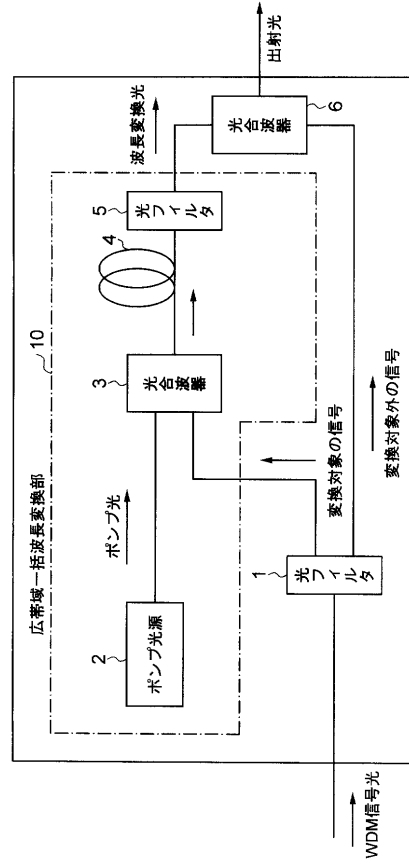 10
広帯域一括波長変換部
2
ポンプ光源
ポンプ光
3
光合波器
4
5
光フィルタ
波長変換光
光合波器
6
出射光
変換対象の信号
変換対象外の信号
1
光フィルタ
WDM信号光